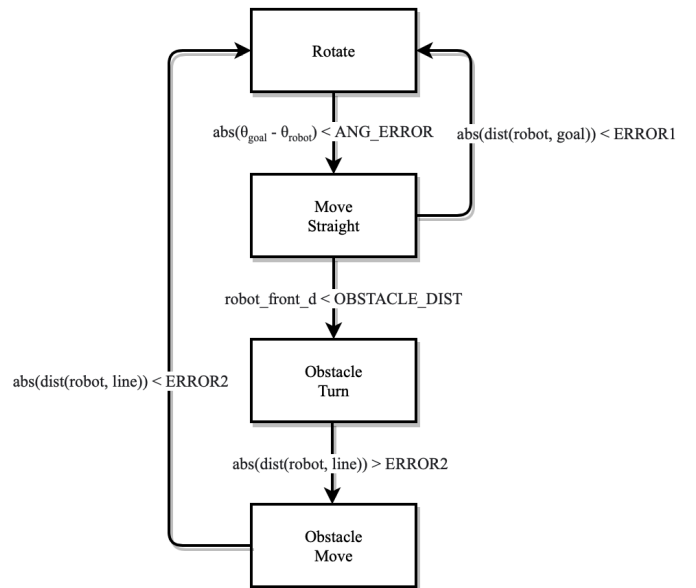 Rotate
abs(θgoal - θrobot) < ANG_ERROR
abs(dist(robot, goal)) < ERROR1
Move
Straight
robot_front_d < OBSTACLE_DIST
Obstacle
Turn
abs(dist(robot, line)) < ERROR2
abs(dist(robot, line)) > ERROR2
Obstacle
Move